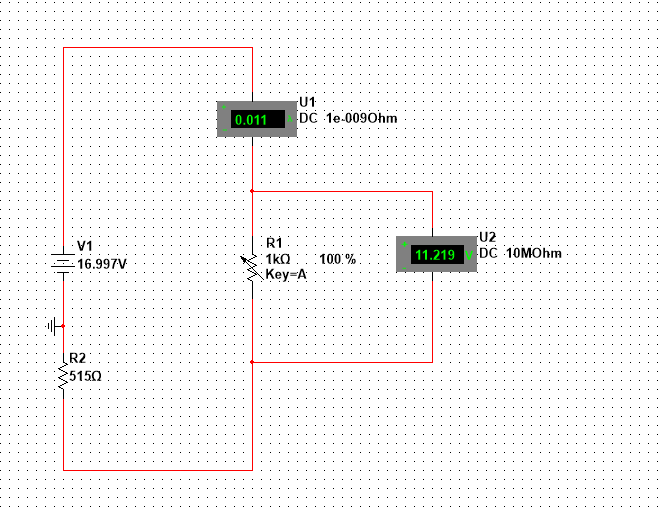 U1
0.011 A
DC 1e-009Ohm
V1
16.997V
R1
1kΩ 100 %
Key=A
U2
11.219 V
DC 10MOhm
R2
515Ω